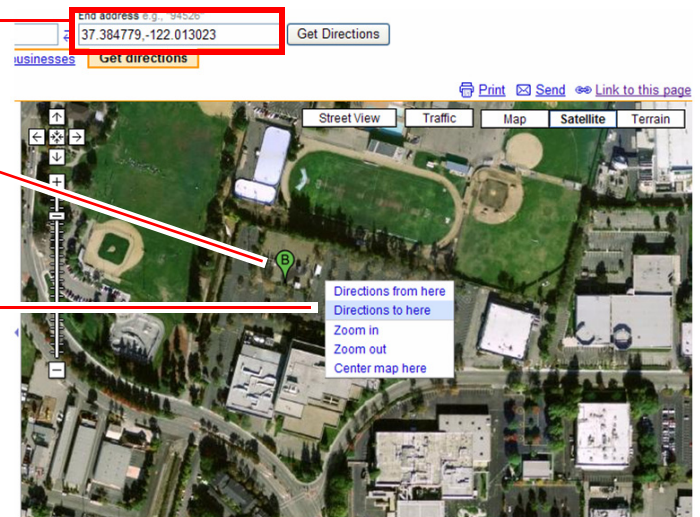 End address e.g., "94526"
37.384779,-122.013023
Get Directions
businesses
Get directions
Print
Send
Link to this page
Street View
Traffic
Map
Satellite
Terrain
B
Directions from here
Directions to here
Zoom in
Zoom out
Center map here